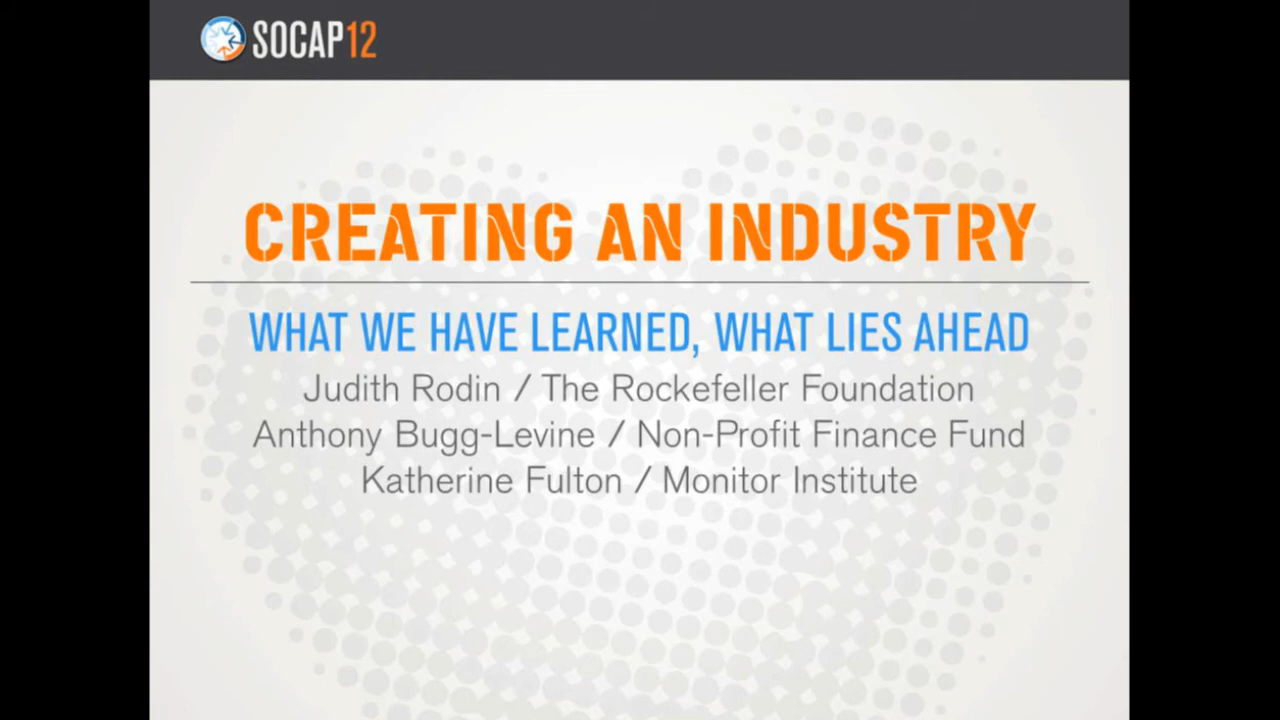 SOCAP12
CREATING AN INDUSTRY
WHAT WE HAVE LEARNED, WHAT LIES AHEAD
Judith Rodin / The Rockefeller Foundation
Anthony Bugg-Levine / Non-Profit Finance Fund
Katherine Fulton / Monitor Institute